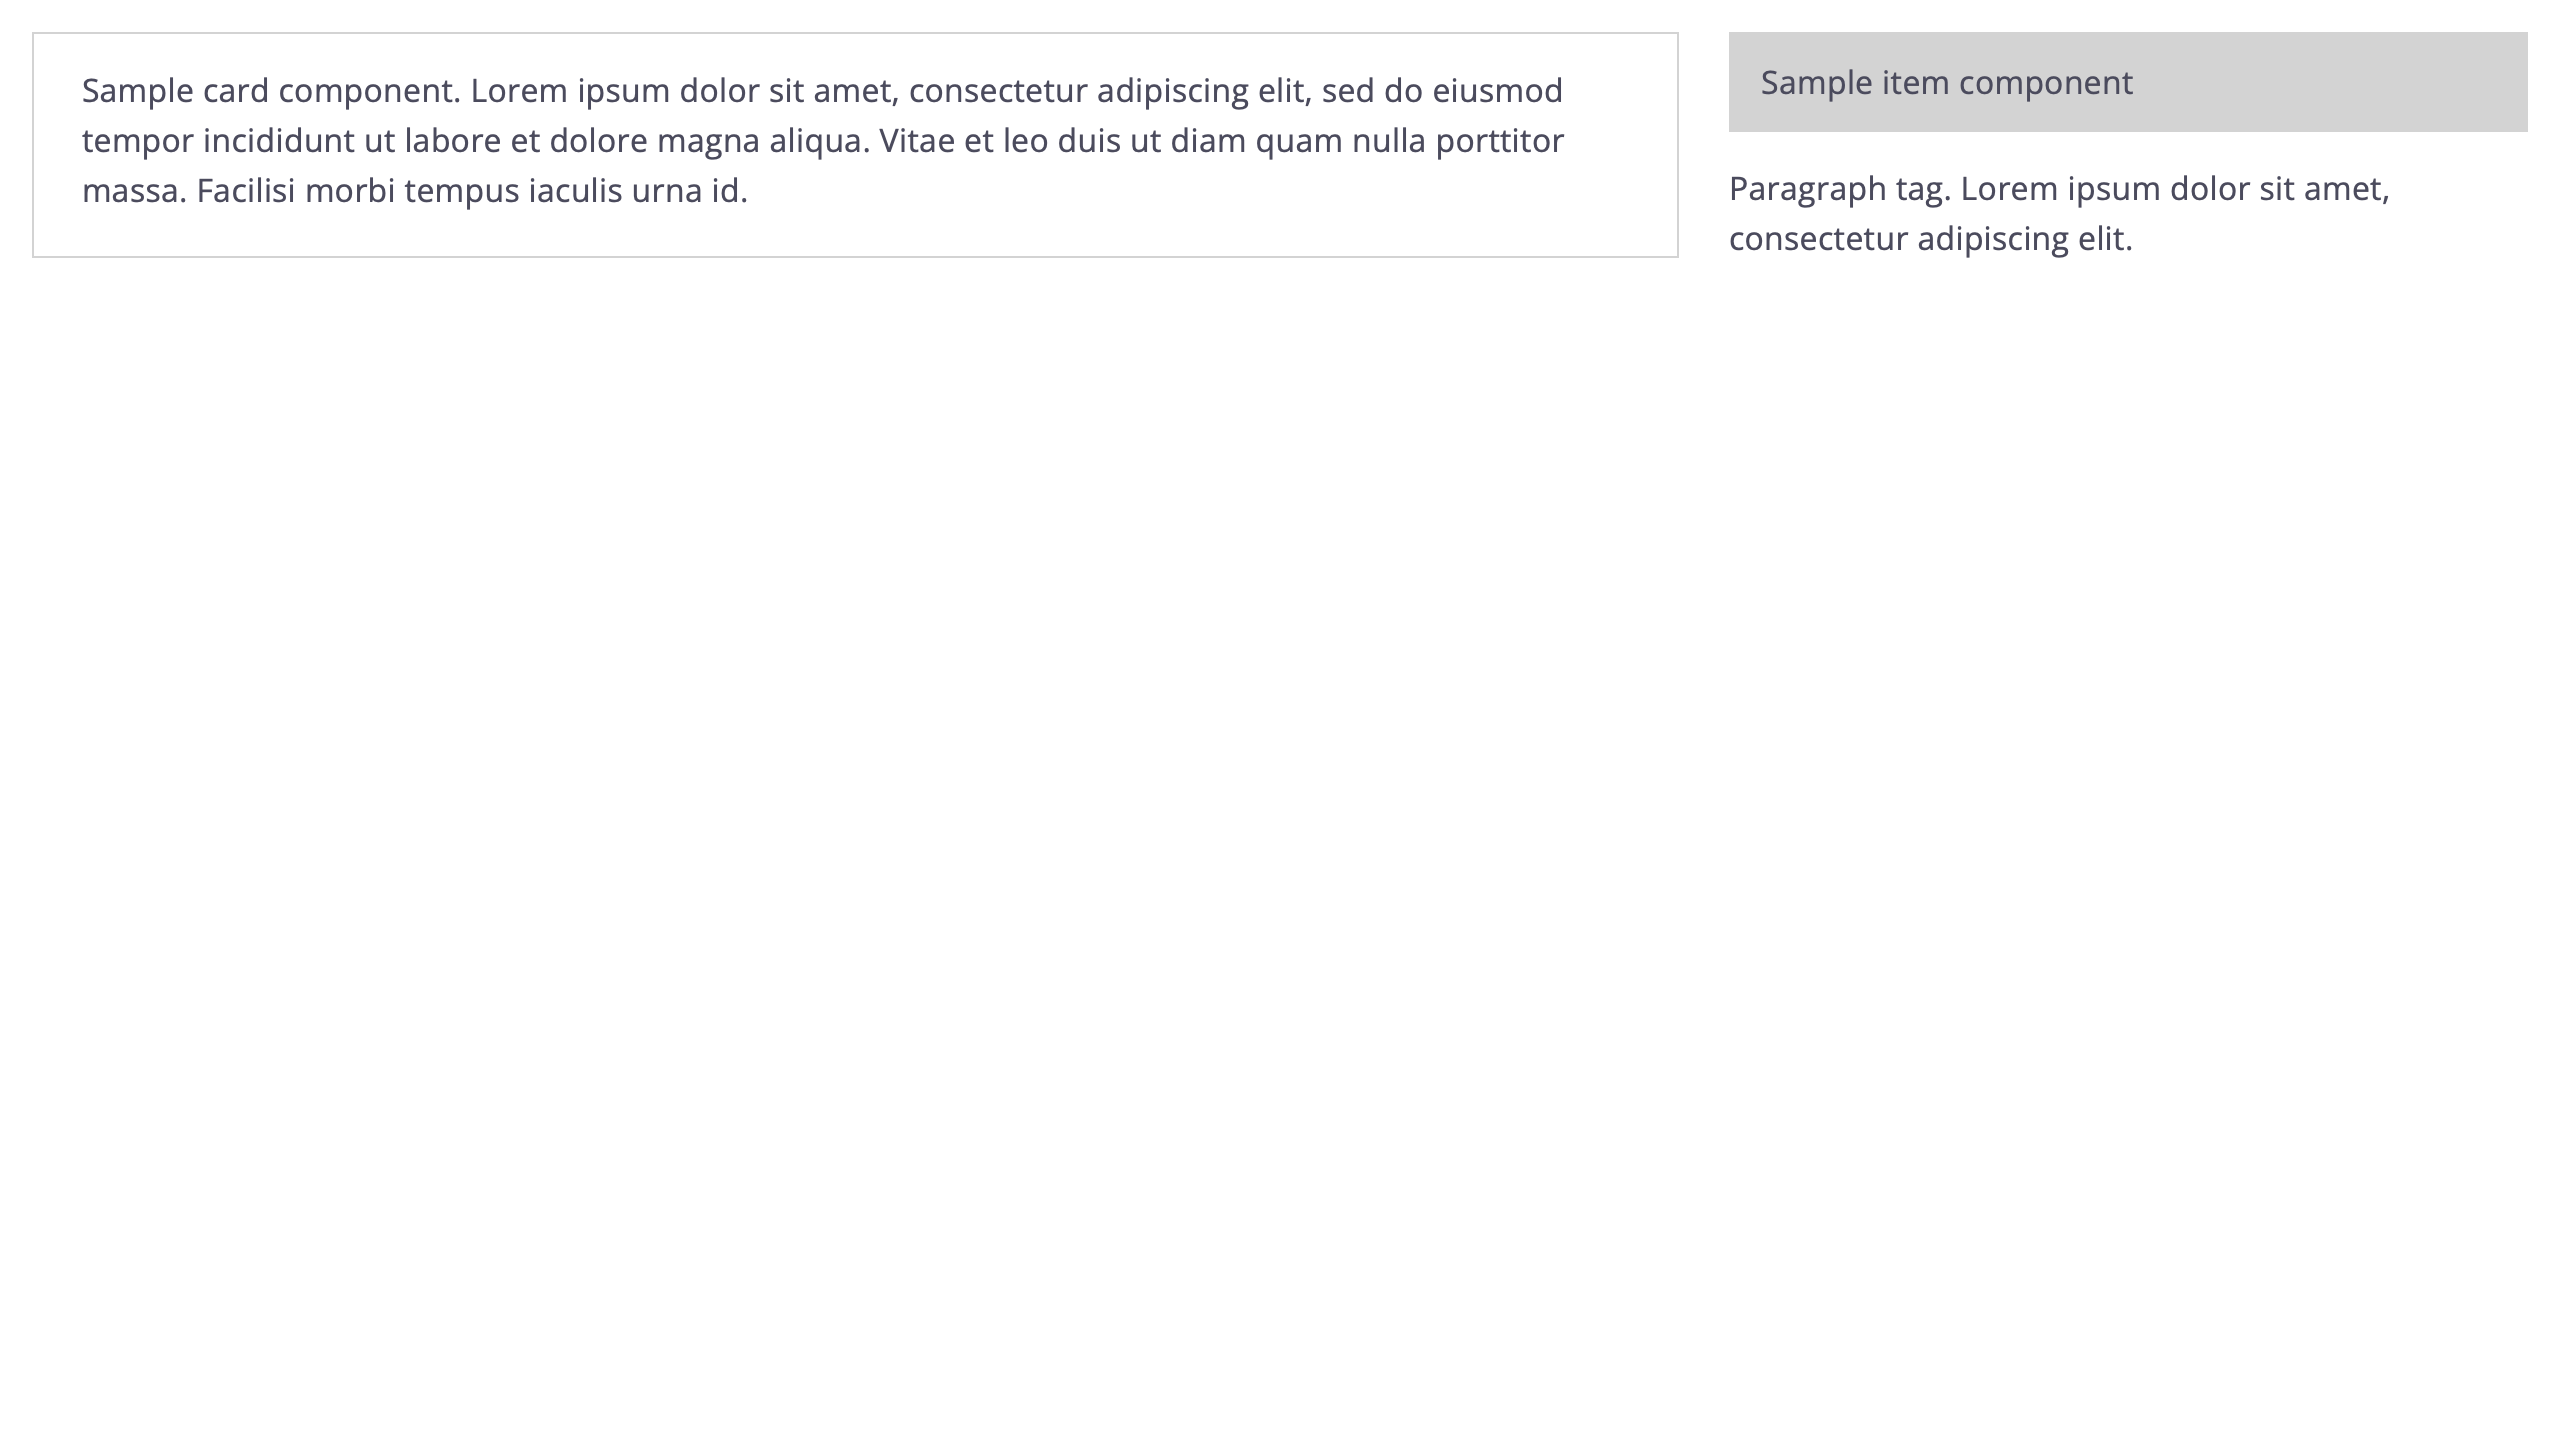 Sample card component. Lorem ipsum dolor sit amet, consectetur adipiscing elit, sed do eiusmod
tempor incididunt ut labore et dolore magna aliqua. Vitae et leo duis ut diam quam nulla porttitor
massa. Facilisi morbi tempus iaculis urna id.
Sample item component
Paragraph tag. Lorem ipsum dolor sit amet,
consectetur adipiscing elit.